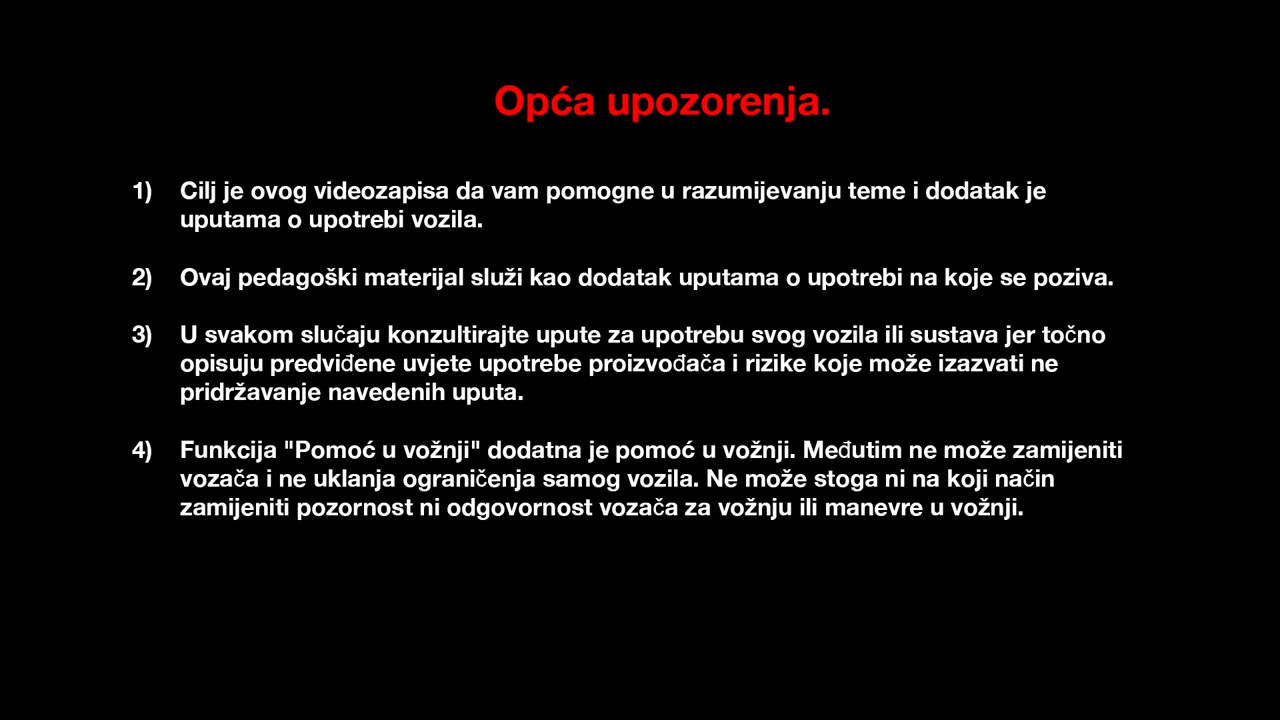 Opća upozorenja.
1) Cilj je ovog videozapisa da vam pomogne u razumijevanju teme i dodatak je
uputama o upotrebi vozila.
2) Ovaj pedagoški materijal služi kao dodatak uputama o upotrebi na koje se poziva.
3) U svakom slučaju konzultirajte upute za upotrebu svog vozila ili sustava jer točno
opisuju predviđene uvjete upotrebe proizvođača i rizike koje može izazvati ne
pridržavanje navedenih uputa.
4) Funkcija "Pomoć u vožnji" dodatna je pomoć u vožnji. Međutim ne može zamijeniti
vozača i ne uklanja ograničenja samog vozila. Ne može stoga ni na koji način
zamijeniti pozornost ni odgovornost vozača za vožnju ili manevre u vožnji.